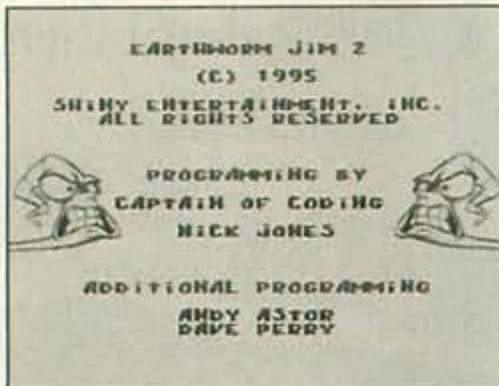 EARTHWORM JIM 2
(C) 1995
SHINY ENTERTAINMENT, INC.
ALL RIGHTS RESERVED
PROGRAMMING BY
CAPTAIN OF CODING
NICK JONES
ADDITIONAL PROGRAMMING
ANDY ASTOR
DAVE PERRY